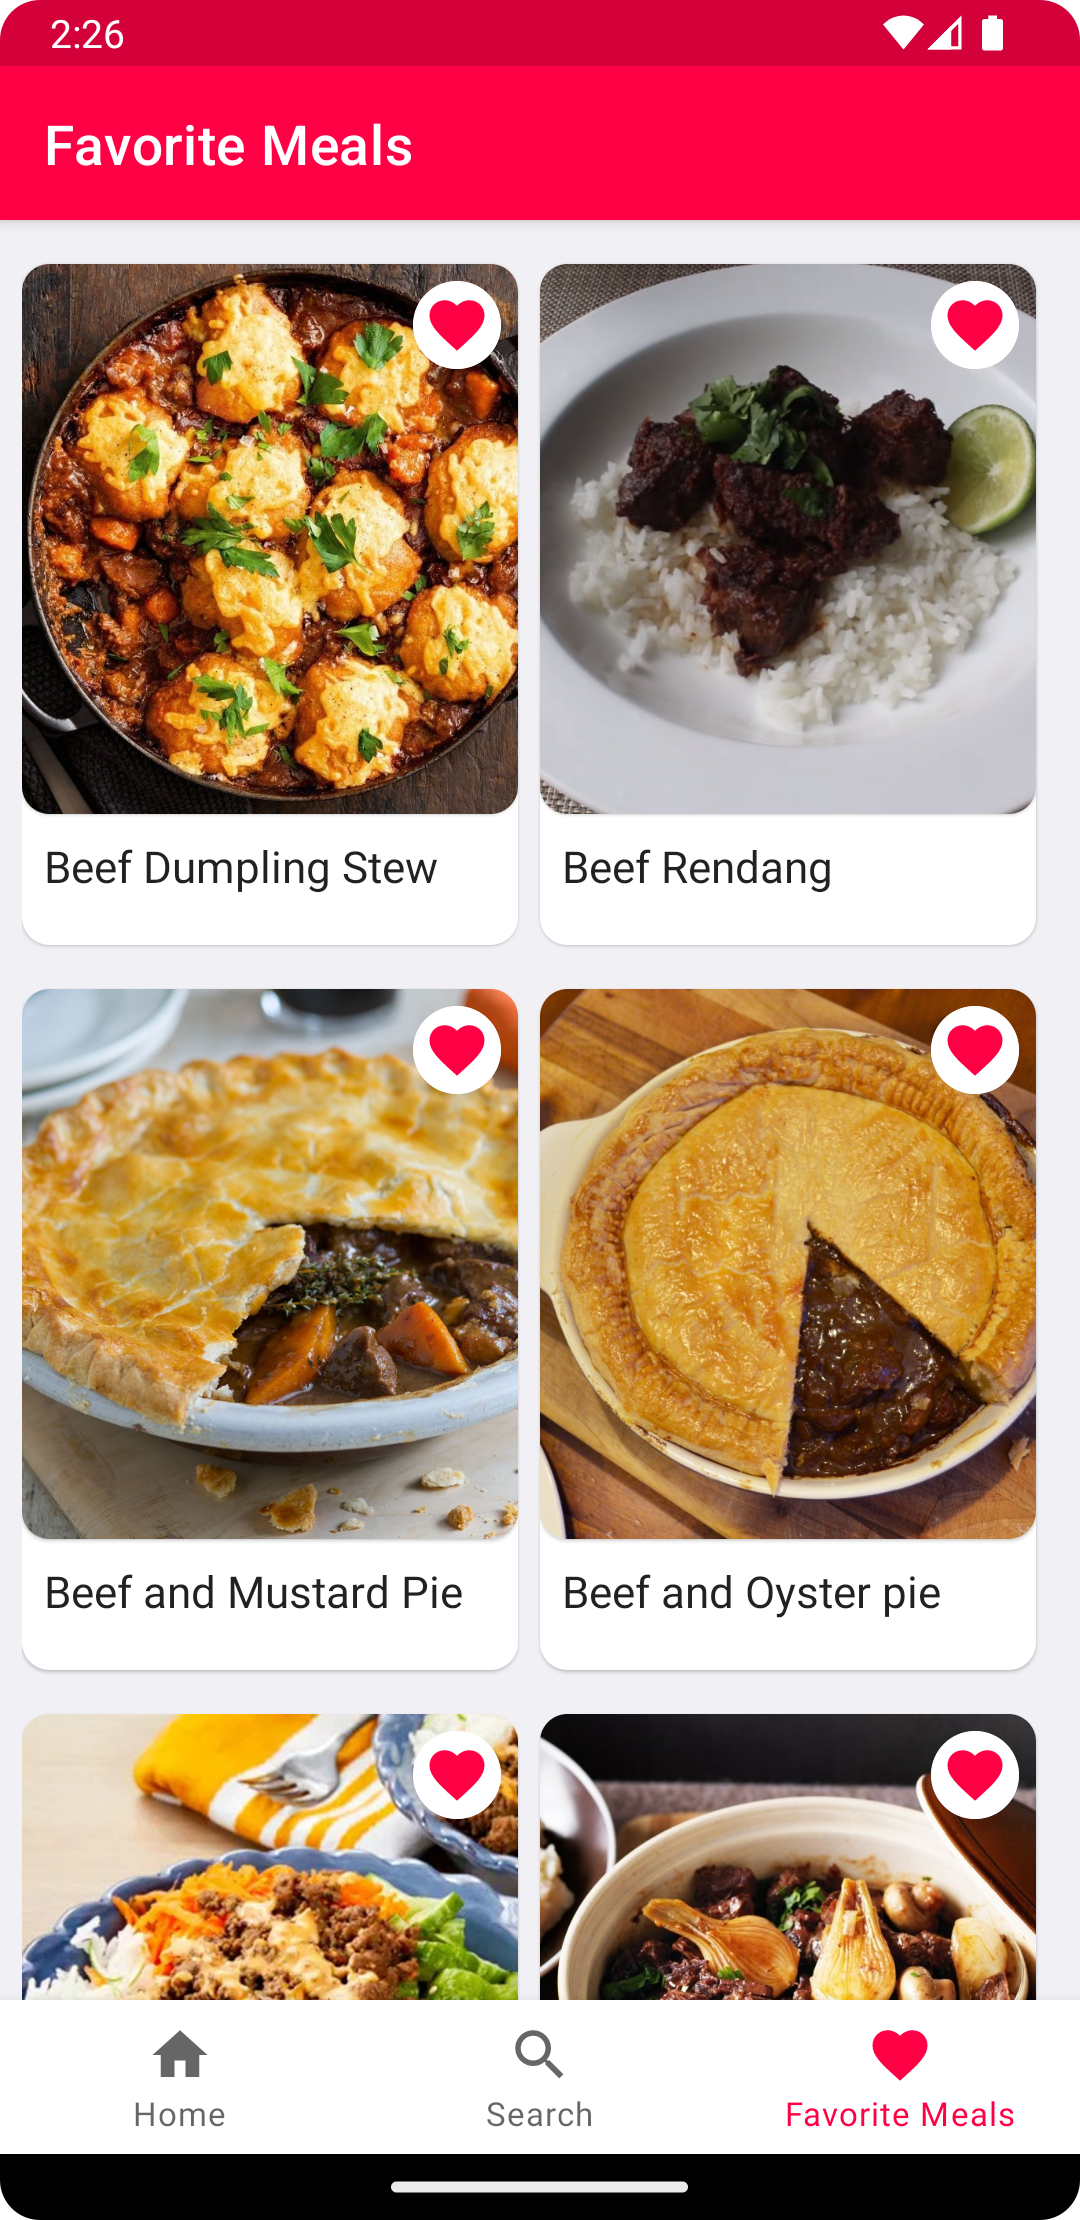 2:26
Favorite Meals
Beef Dumpling Stew
Beef Rendang
Beef and Mustard Pie
Beef and Oyster pie
Home
Search
Favorite Meals